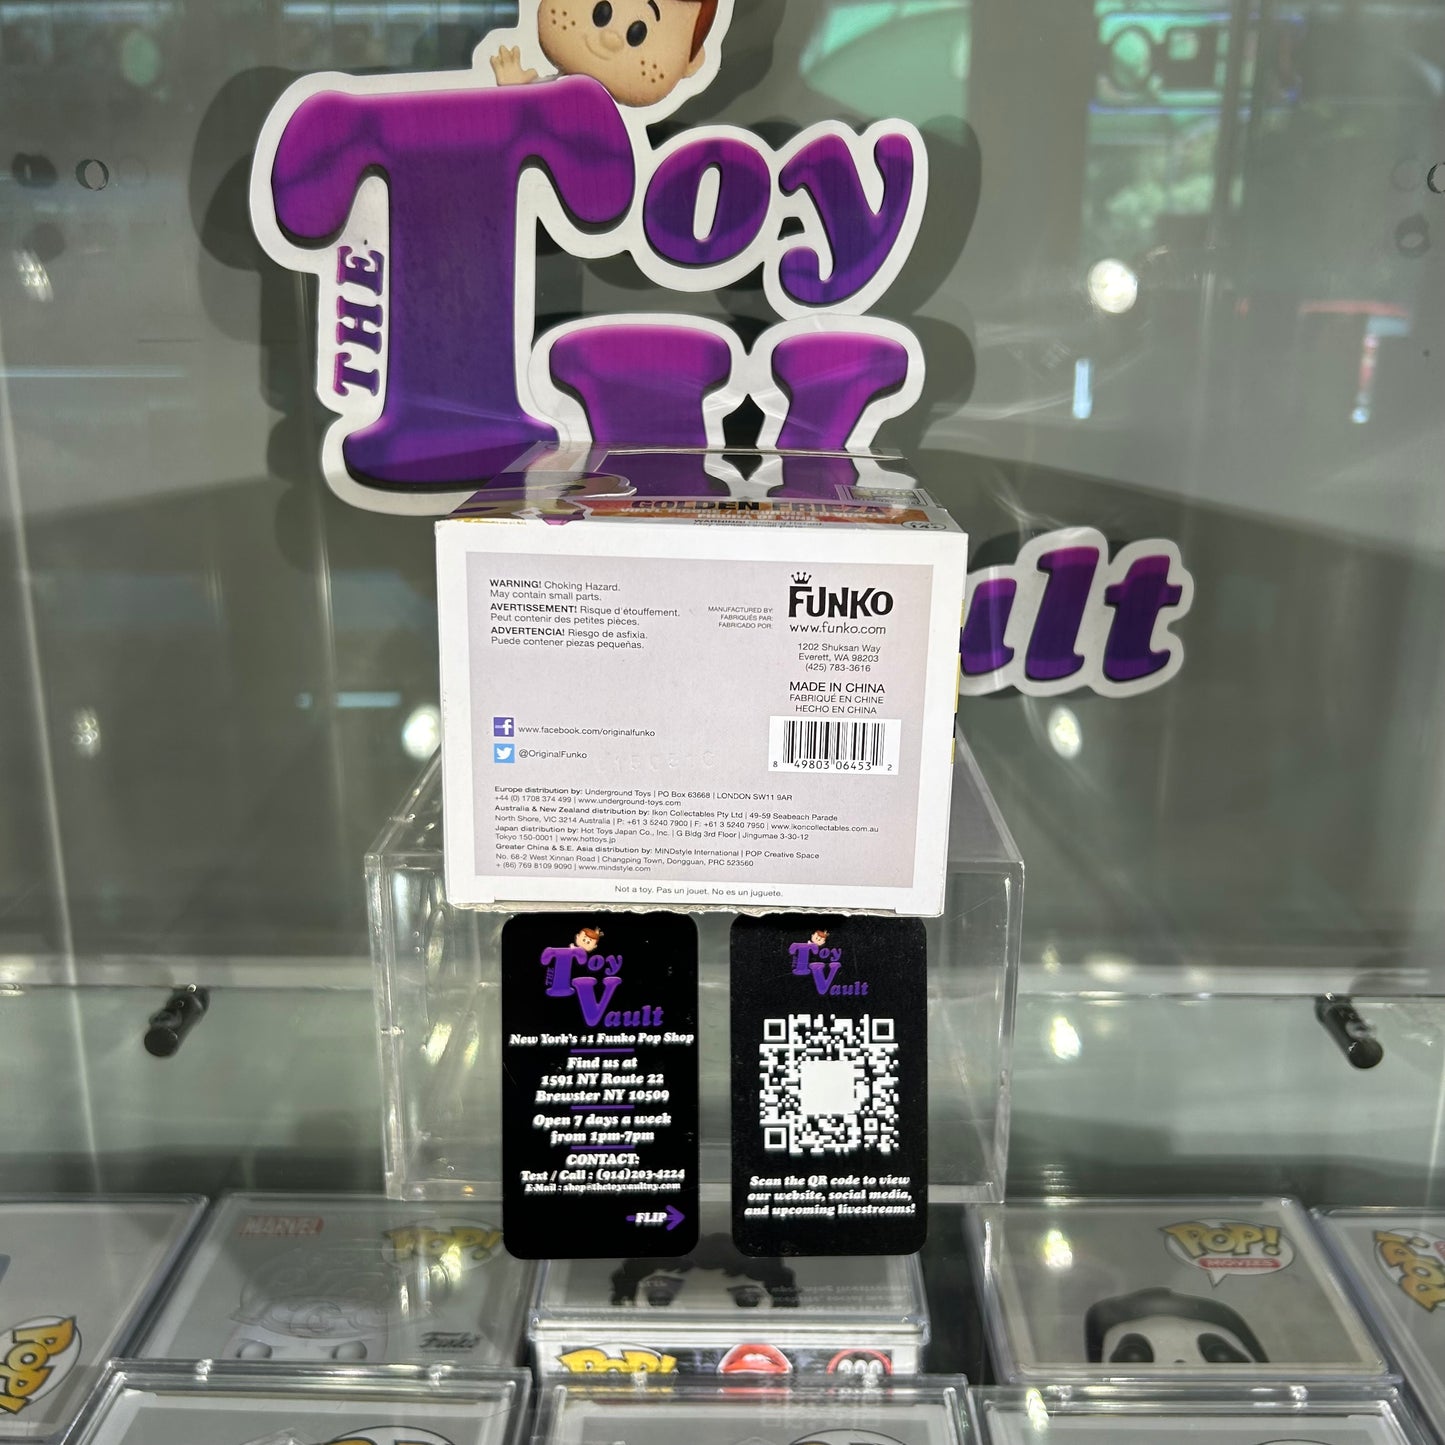 THE Toy
ult
GOLDEN FRIEZA
WARNING! Choking Hazard.
May contain small parts.
AVERTISSEMENT! Risque d'étouffement.
Peut contenir des petites pièces.
ADVERTENCIA! Riesgo de asfixia.
Puede contener piezas pequeñas.
MANUFACTURED BY:
FABRIQUÉS PAR:
FABRICADO POR:
FUNKO
www.funko.com
1202 Shuksan Way
Everett, WA 98203
(425) 783-3616
MADE IN CHINA
FABRIQUÉ EN CHINE
HECHO EN CHINA
8 49803 06453 2
www.facebook.com/originalfunko
@OriginalFunko
Europe distribution by: Underground Toys | PO Box 63668 | LONDON SW11 9AR
+44 (0) 1708 374 499 | www.underground-toys.com
Australia & New Zealand distribution by: Ikon Collectables Pty Ltd | 49-59 Seabeach Parade
North Shore, VIC 3214 Australia | P: +61 3 5240 7900 | F: +61 3 5240 7950 | www.ikoncollectables.com.au
Japan distribution by: Hot Toys Japan Co., Inc. | G Bldg 3rd Floor | Jingumae 3-30-12
Tokyo 150-0001 | www.hottoys.jp
Greater China & S.E. Asia distribution by: MINDstyle International | POP Creative Space
No. 68-2 West Xinnan Road | Changping Town, Dongguan, PRC 523560
+ (86) 769 8109 9090 | www.mindstyle.com
Not a toy. Pas un jouet. No es un juguete.
THE Toy
Vault
New York's #1 Funko Pop Shop
Find us at
1591 NY Route 22
Brewster NY 10509
Open 7 days a week
from 1pm-7pm
CONTACT:
Text / Call : (914)203-4224
E-Mail : shop@thetoyvaultny.com
FLIP
THE Toy
Vault
Scan the QR code to view
our website, social media,
and upcoming livestreams!
MARVEL
POP!
Funko
POP!
POP!
MOVIES
POP!
POP!